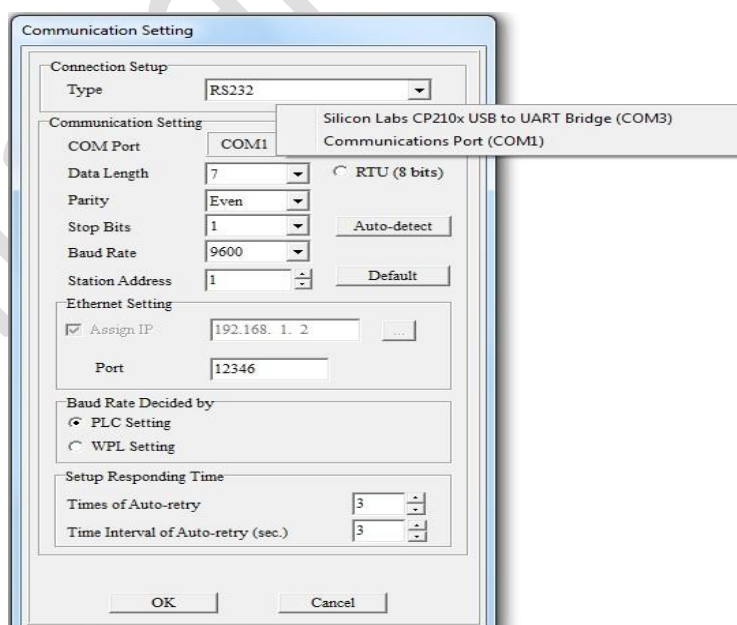 Communication Setting
Connection Setup
Type RS232
Silicon Labs CP210x USB to UART Bridge (COM3)
Communications Port (COM1)
Communication Setting
COM Port COM1
Data Length 7 RTU (8 bits)
Parity Even
Stop Bits 1 Auto-detect
Baud Rate 9600
Station Address 1 Default
Ethernet Setting
Assign IP 192.168. 1. 2 ...
Port 12346
Baud Rate Decided by
PLC Setting
WPL Setting
Setup Responding Time
Times of Auto-retry 3
Time Interval of Auto-retry (sec.) 3
OK Cancel